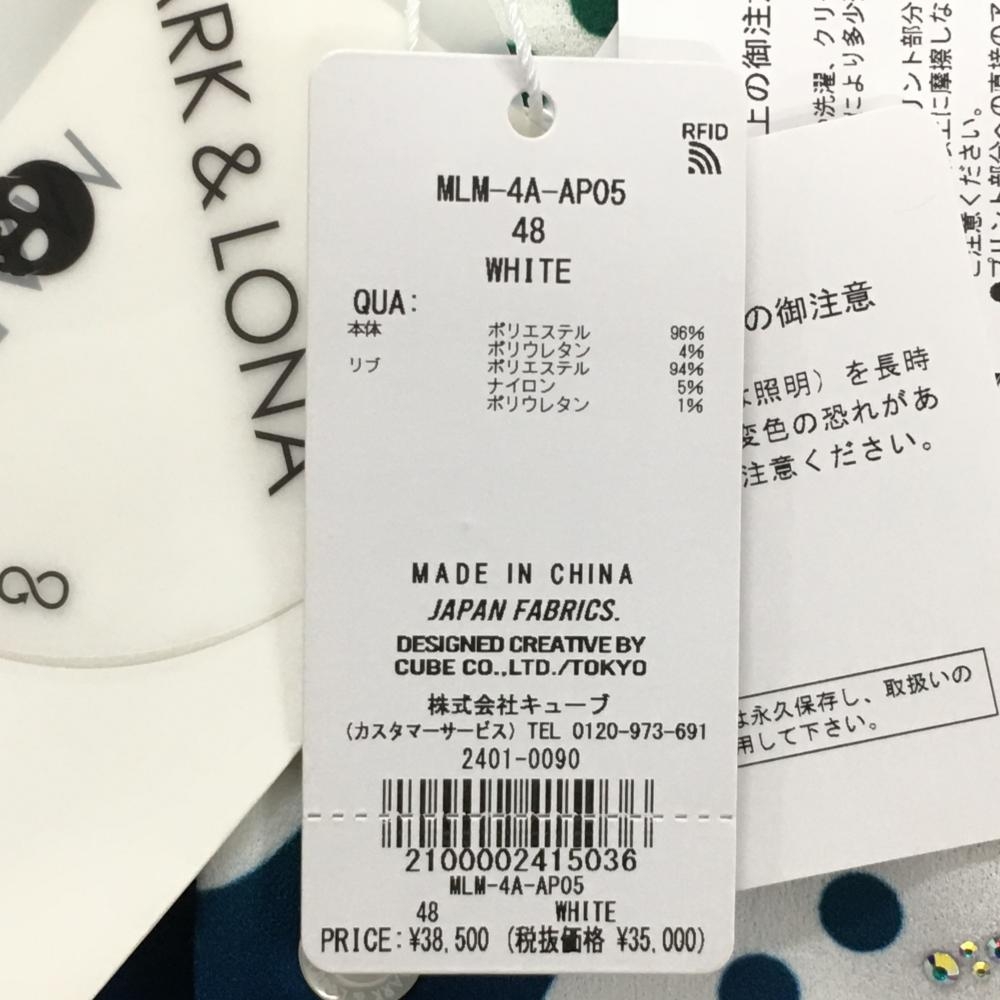 ARK & LONA
RFID
MLM-4A-AP05
48
WHITE
QUA:
本体 ポリエステル 96%
ポリウレタン 4%
リブ ポリエステル 94%
ナイロン 5%
ポリウレタン 1%
MADE IN CHINA
JAPAN FABRICS.
DESIGNED CREATIVE BY
CUBE CO.,LTD./TOKYO
株式会社キューブ
(カスタマーサービス) TEL 0120-973-691
2401-0090
2100002415036
MLM-4A-AP05
48 WHITE
PRICE:¥38,500 (税抜価格 ¥35,000)
の御注意
照明）を長時
変色の恐れがあ
注意ください。
は永久保存し、取扱いの
用して下さい。
上の御注
洗濯、クリ
により多少
リント部分
に摩擦しな
ご注意ください。
プリント部分への直接のア